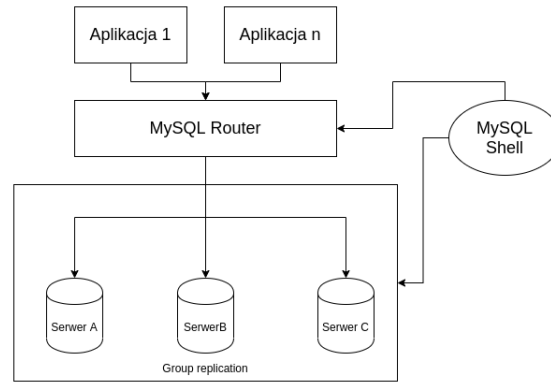 Aplikacja 1
Aplikacja n
MySQL Router
MySQL
Shell
Serwer A
SerwerB
Serwer C
Group replication